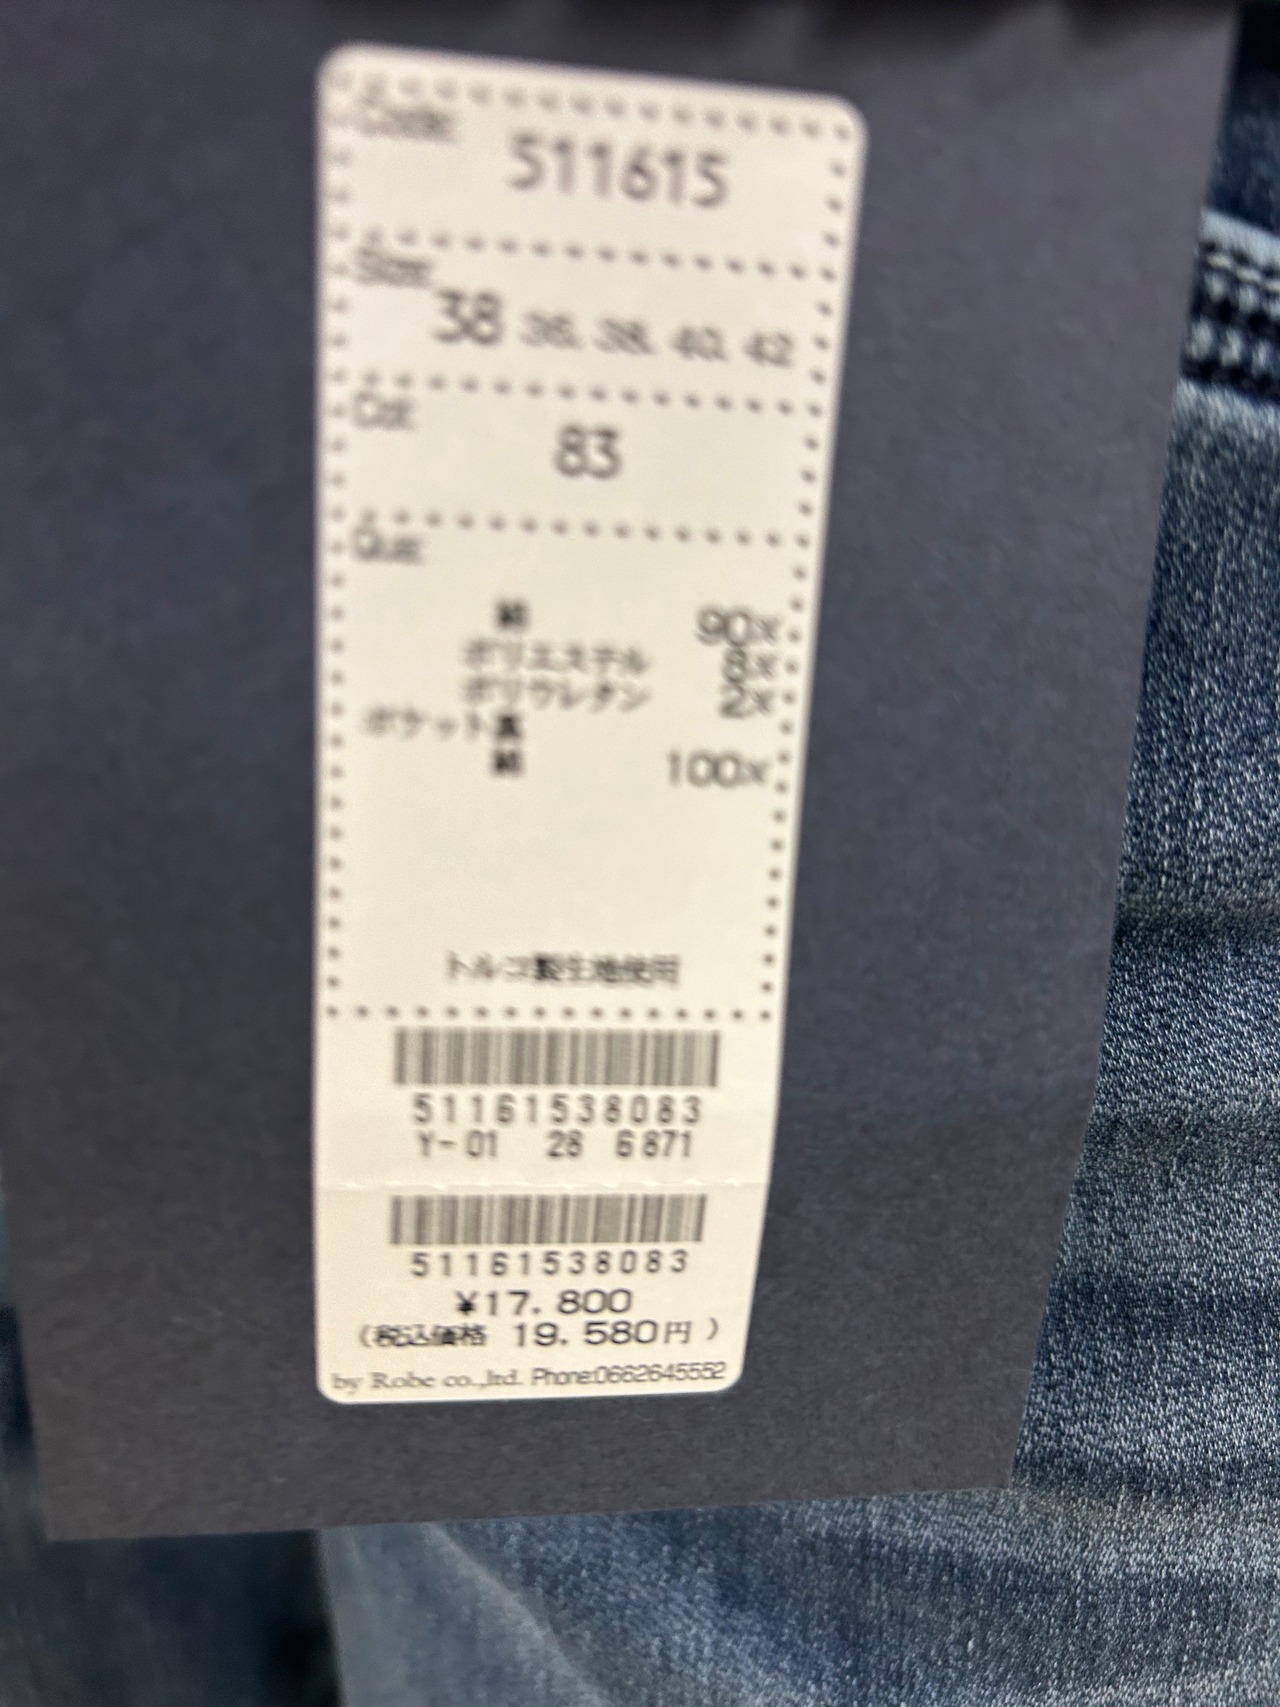 Code:
511615
Size:
38 36. 38. 40. 42
Col:
83
Qua:
綿 90%
ポリエステル 8%
ポリウレタン 2%
ポケット裏
綿 100%
トルコ製生地使用
51161538083
Y-01 28 6871
51161538083
¥17.800
(税込価格 19.580円)
by Robe co.,ltd. Phone:0662645552